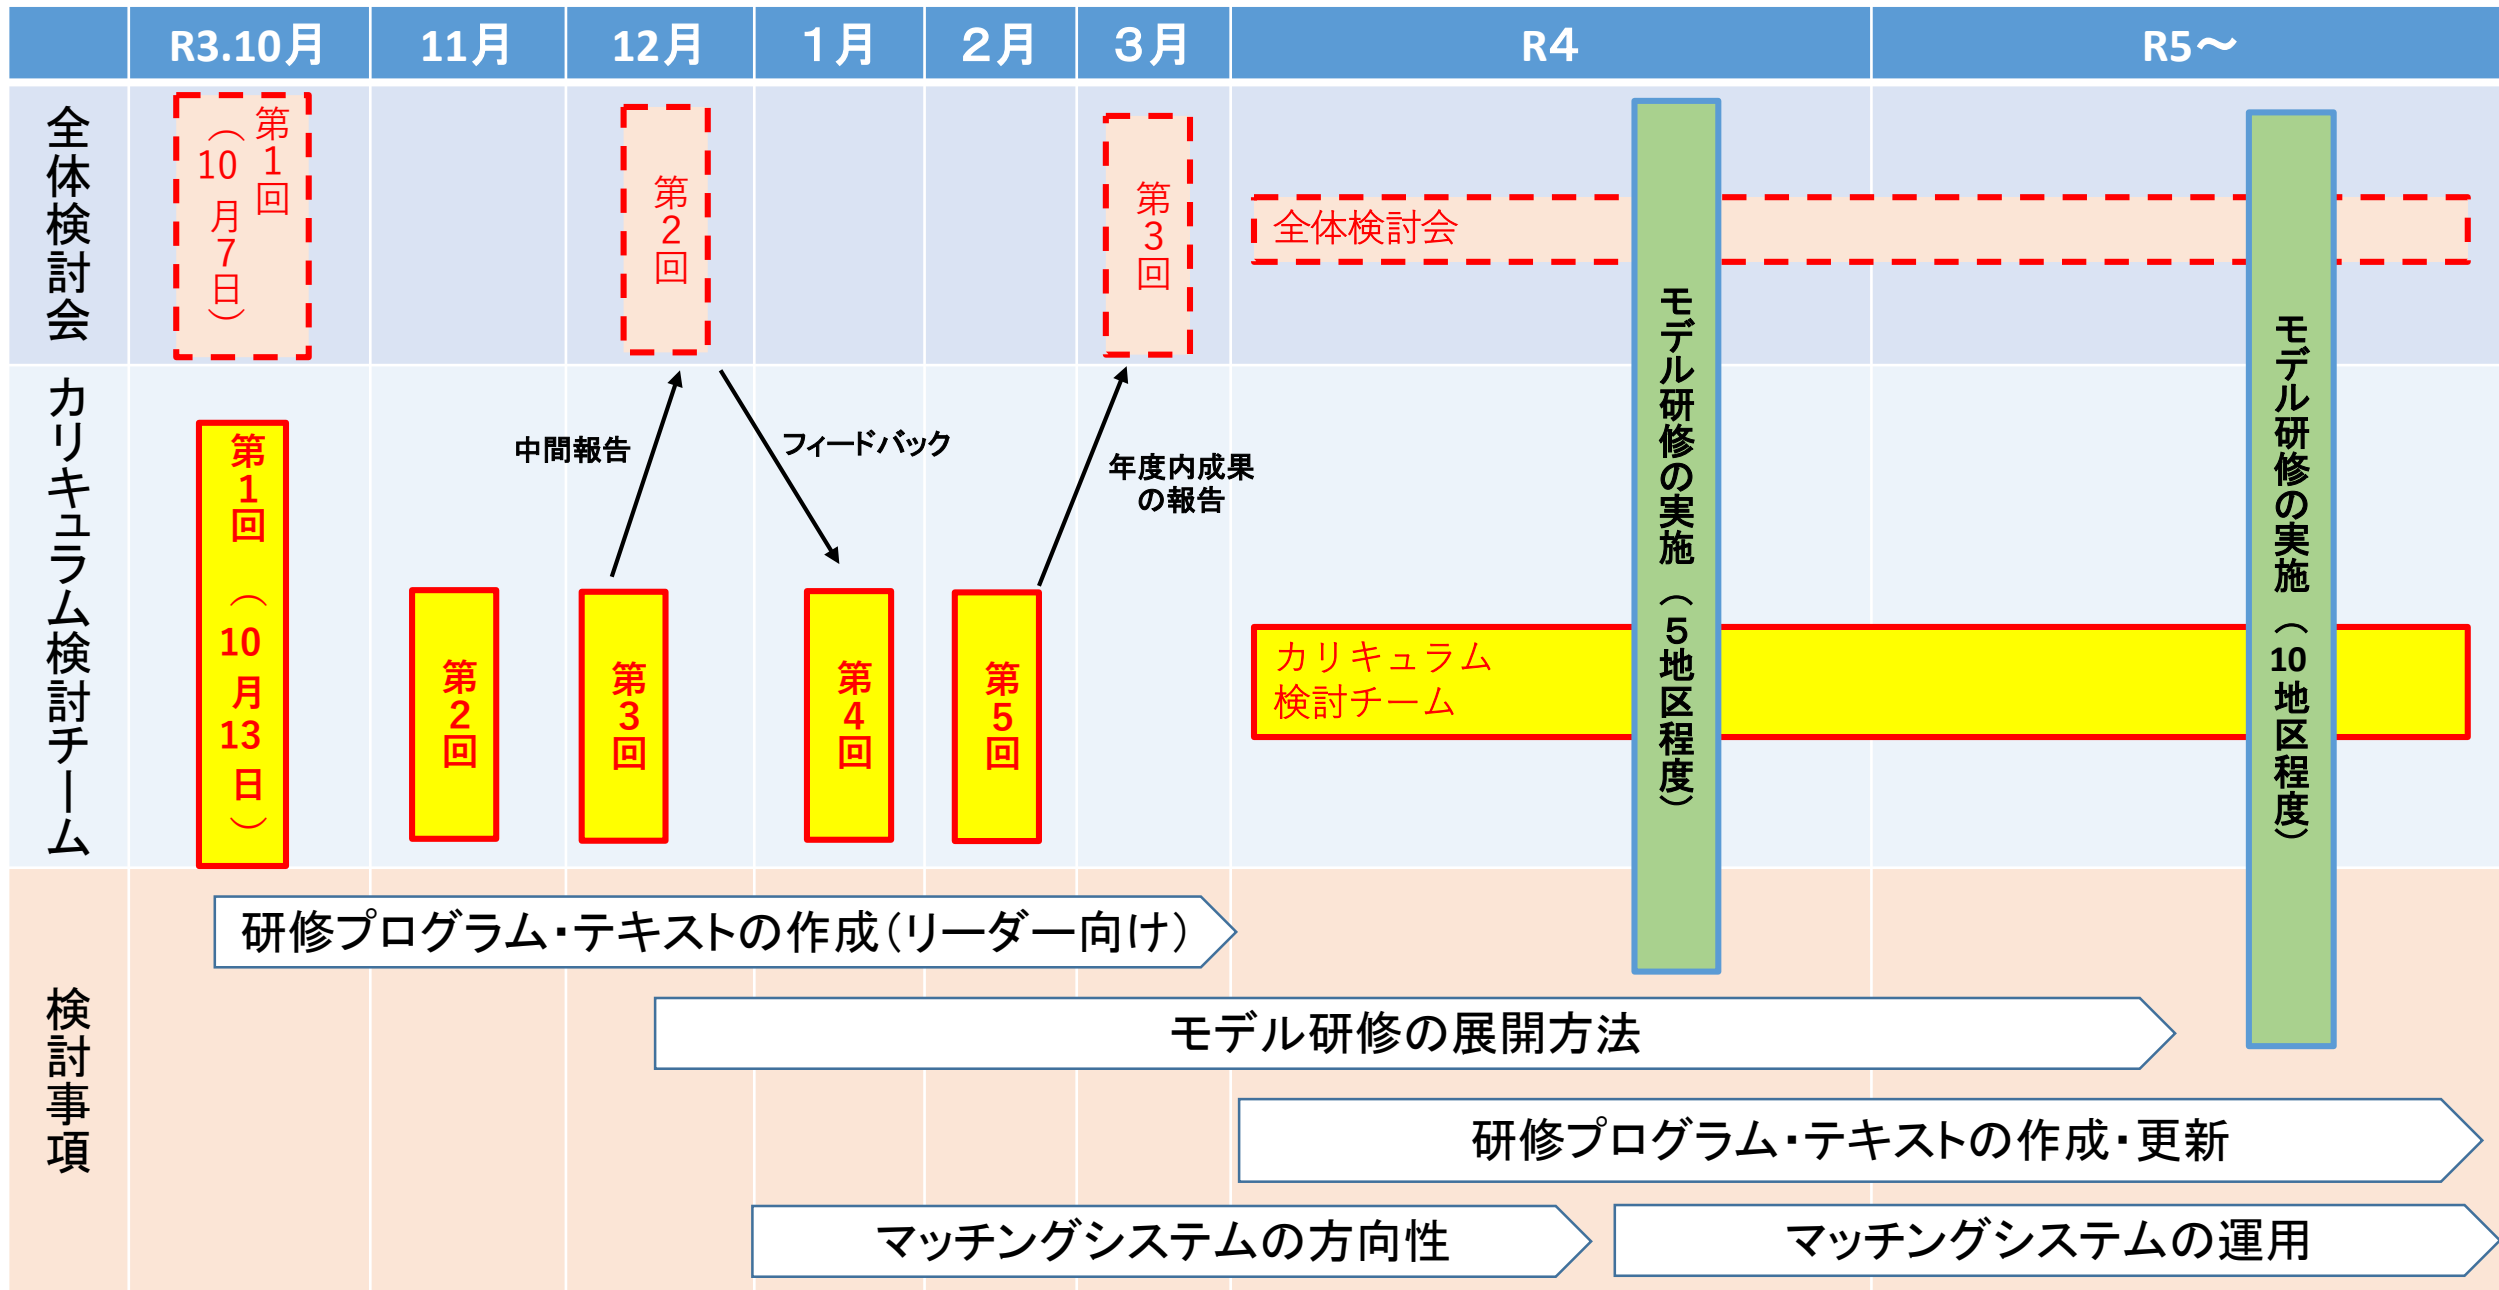 R3.10月
11月
12月
1月
2月
3月
R4
R5～
全体検討会
第1回
（10月7日）
第2回
第3回
全体検討会
カリキュラム検討チーム
第1回　（10月13日）
第2回
第3回
第4回
第5回
中間報告
フィードバック
年度内成果
の報告
カリキュラム
検討チーム
モデル研修の実施　（５地区程度）
モデル研修の実施　（10地区程度）
検討事項
研修プログラム・テキストの作成（リーダー向け）
モデル研修の展開方法
研修プログラム・テキストの作成・更新
マッチングシステムの方向性
マッチングシステムの運用